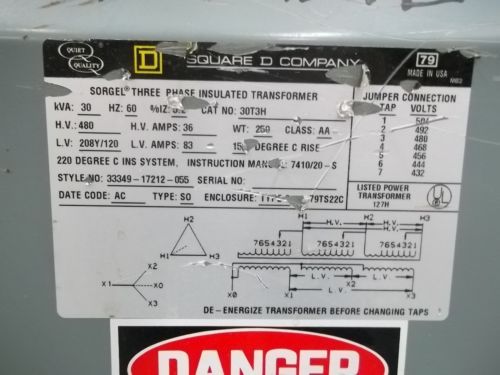 QUIET
QUALITY
D
SQUARE D COMPANY
79
MADE IN USA
SORGEL® THREE PHASE INSULATED TRANSFORMER
kVA: 30 HZ: 60 %IZ: CAT NO: 30T3H
H.V.: 480 H.V. AMPS: 36 WT: 250 CLASS: AA
L.V: 208Y/120 L.V. AMPS: 83 DEGREE C RISE
220 DEGREE C INS SYSTEM, INSTRUCTION MANUAL: 7410/20-S
STYLE NO: 33349-17212-055 SERIAL NO:
DATE CODE: AC TYPE: SO ENCLOSURE: 79TS22C
JUMPER CONNECTION
TAP VOLTS
1 504
2 492
3 480
4 468
5 456
6 444
7 432
LISTED POWER
TRANSFORMER
127H
UL
H2
H1 H3
X2
X1 X0
X3
H1 H2 H3
H.V. H.V.
H.V.
7654321 7654321 7654321
L.V. L.V.
L.V.
X0 X1 X2 X3
DE-ENERGIZE TRANSFORMER BEFORE CHANGING TAPS
DANGER